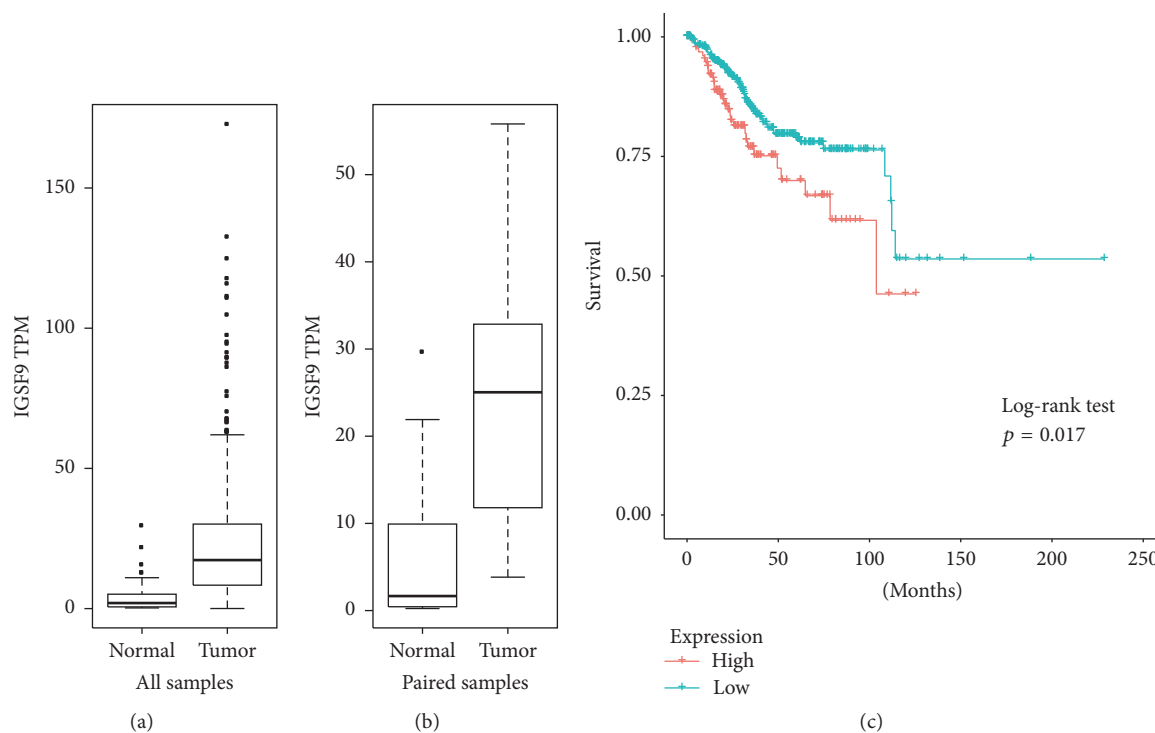 IGSF9 TPM
150
100
50
0
Normal Tumor
All samples
(a)
IGSF9 TPM
50
40
30
20
10
0
Normal Tumor
Paired samples
(b)
Survival
1.00
0.75
0.50
0.25
0.00
Log-rank test
p = 0.017
0 50 100 150 200 250
(Months)
Expression
High
Low
(c)